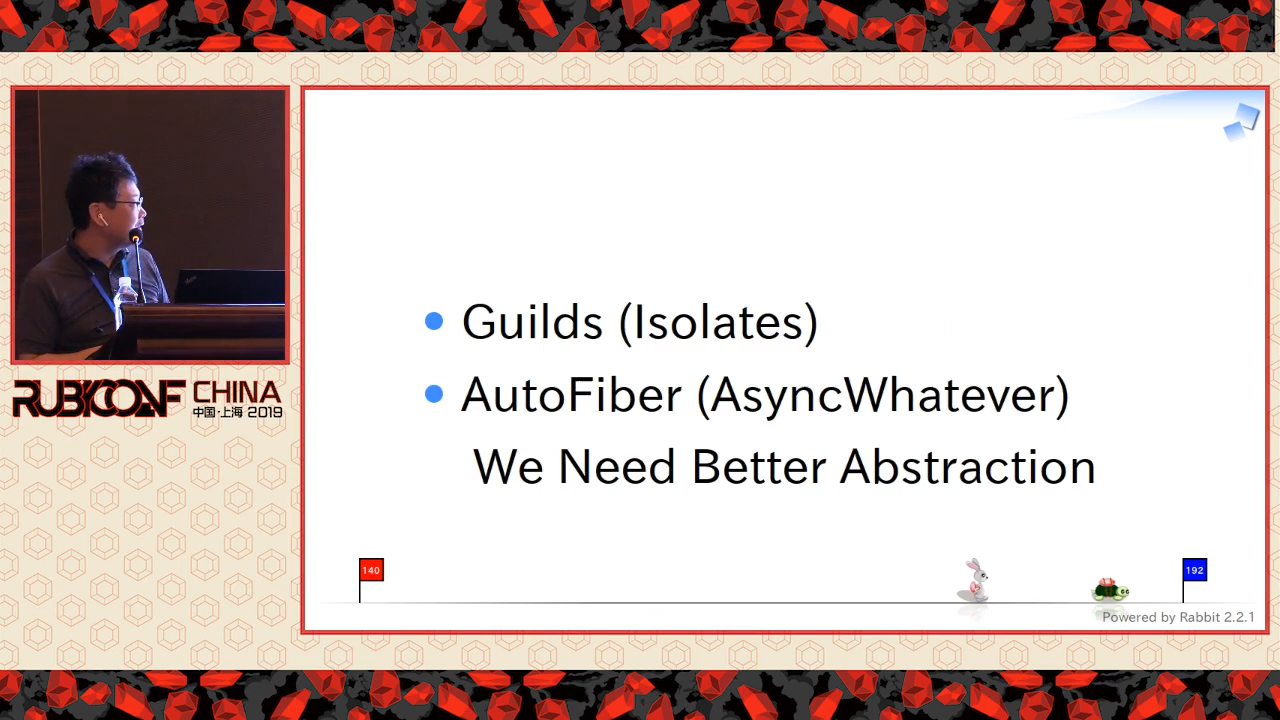 RUBYCONF CHINA
中国·上海 2019
Guilds (Isolates)
AutoFiber (AsyncWhatever)
We Need Better Abstraction
140
192
Powered by Rabbit 2.2.1